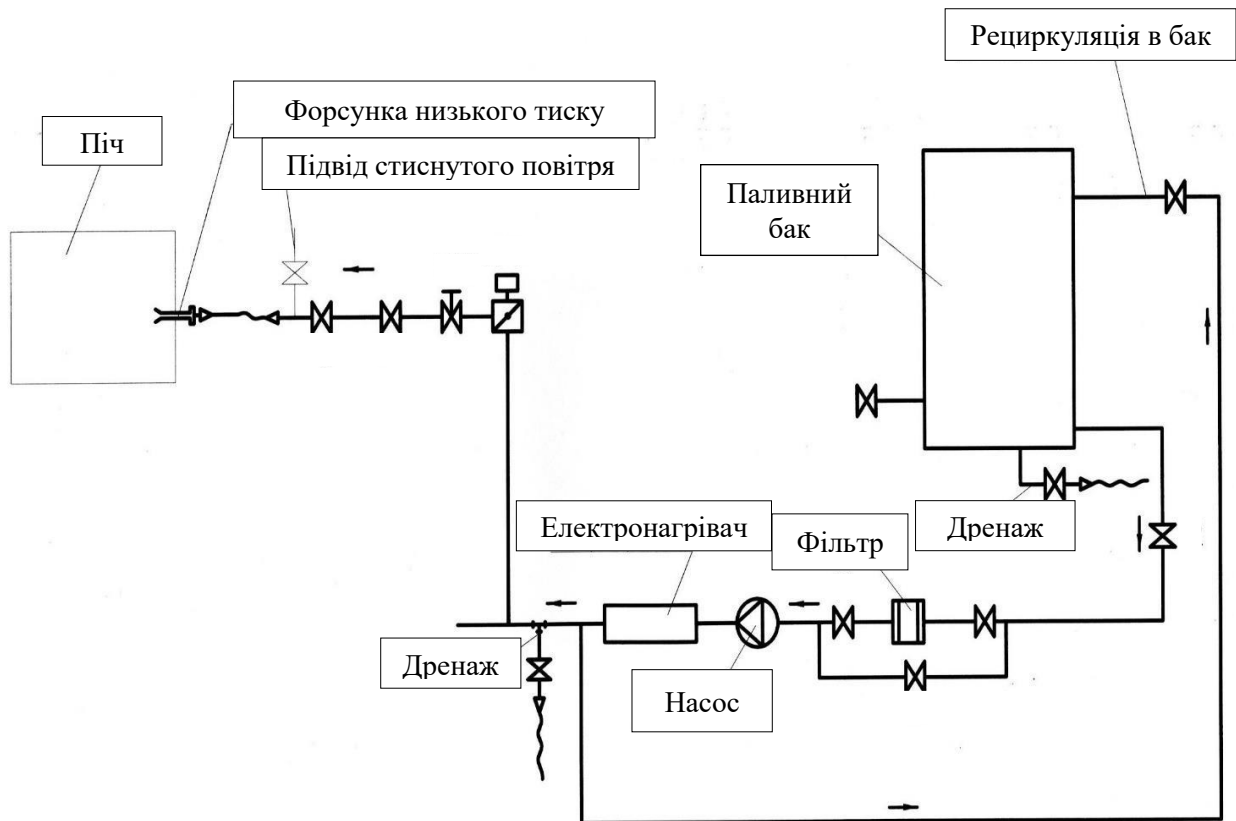 Рециркуляція в бак
Форсунка низького тиску
Піч
Підвід стиснутого повітря
Паливний
бак
Електронагрівач
Фільтр
Дренаж
Дренаж
Насос